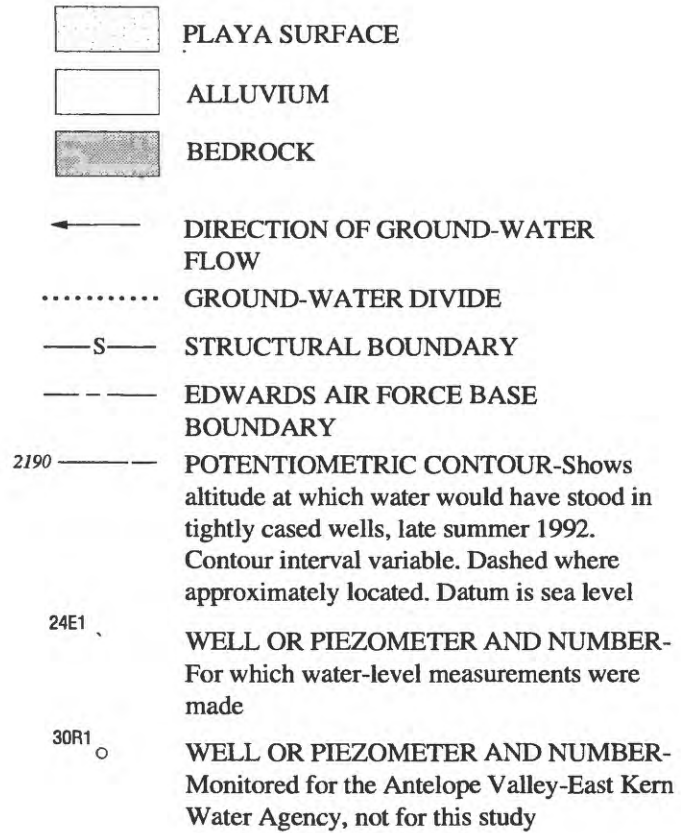 PLAYA SURFACE
ALLUVIUM
BEDROCK
DIRECTION OF GROUND-WATER
FLOW
GROUND-WATER DIVIDE
S STRUCTURAL BOUNDARY
EDWARDS AIR FORCE BASE
BOUNDARY
2190 POTENTIOMETRIC CONTOUR-Shows
altitude at which water would have stood in
tightly cased wells, late summer 1992.
Contour interval variable. Dashed where
approximately located. Datum is sea level
24E1
WELL OR PIEZOMETER AND NUMBER-
For which water-level measurements were
made
30R1
WELL OR PIEZOMETER AND NUMBER-
Monitored for the Antelope Valley-East Kern
Water Agency, not for this study